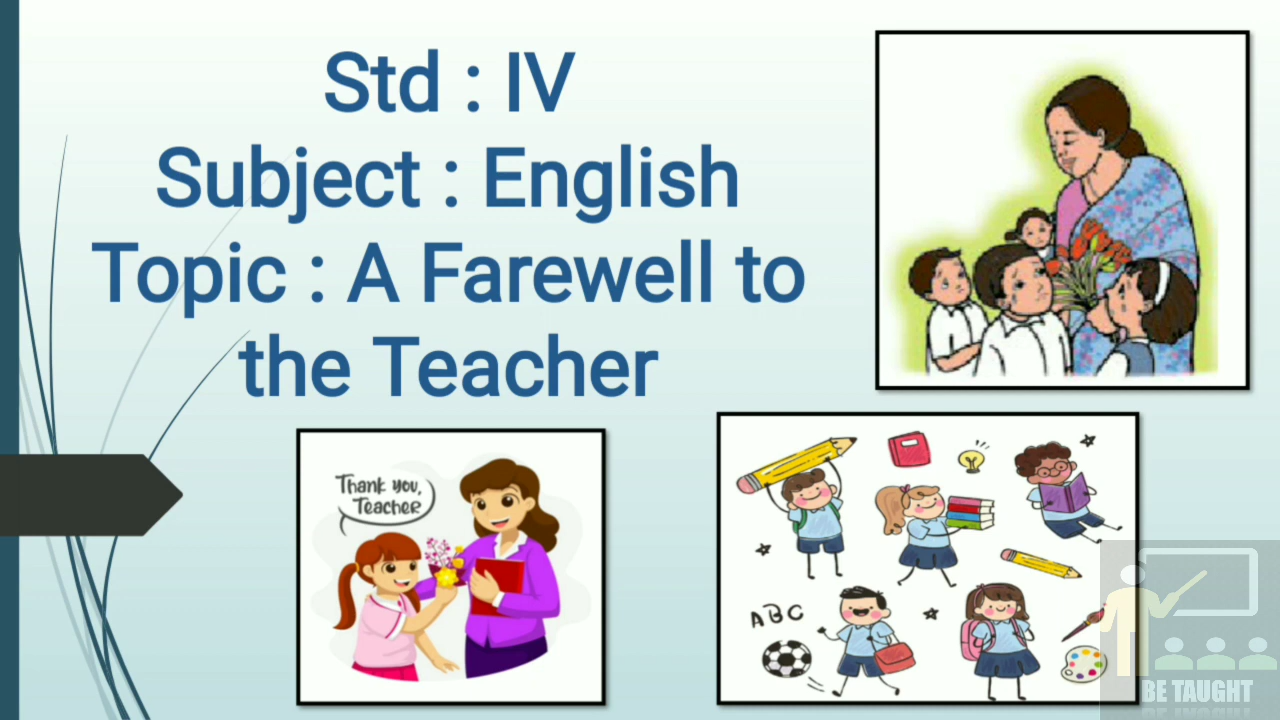 Std : IV
Subject : English
Topic : A Farewell to
the Teacher
Thank you,
Teacher
ABC
BE TAUGHT